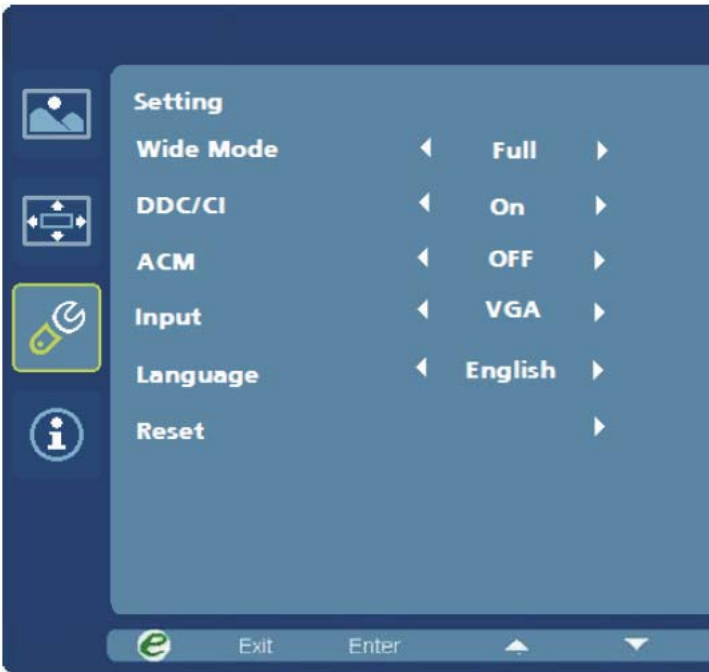 Setting
Wide Mode Full
DDC/CI On
ACM OFF
Input VGA
Language English
Reset
e Exit Enter